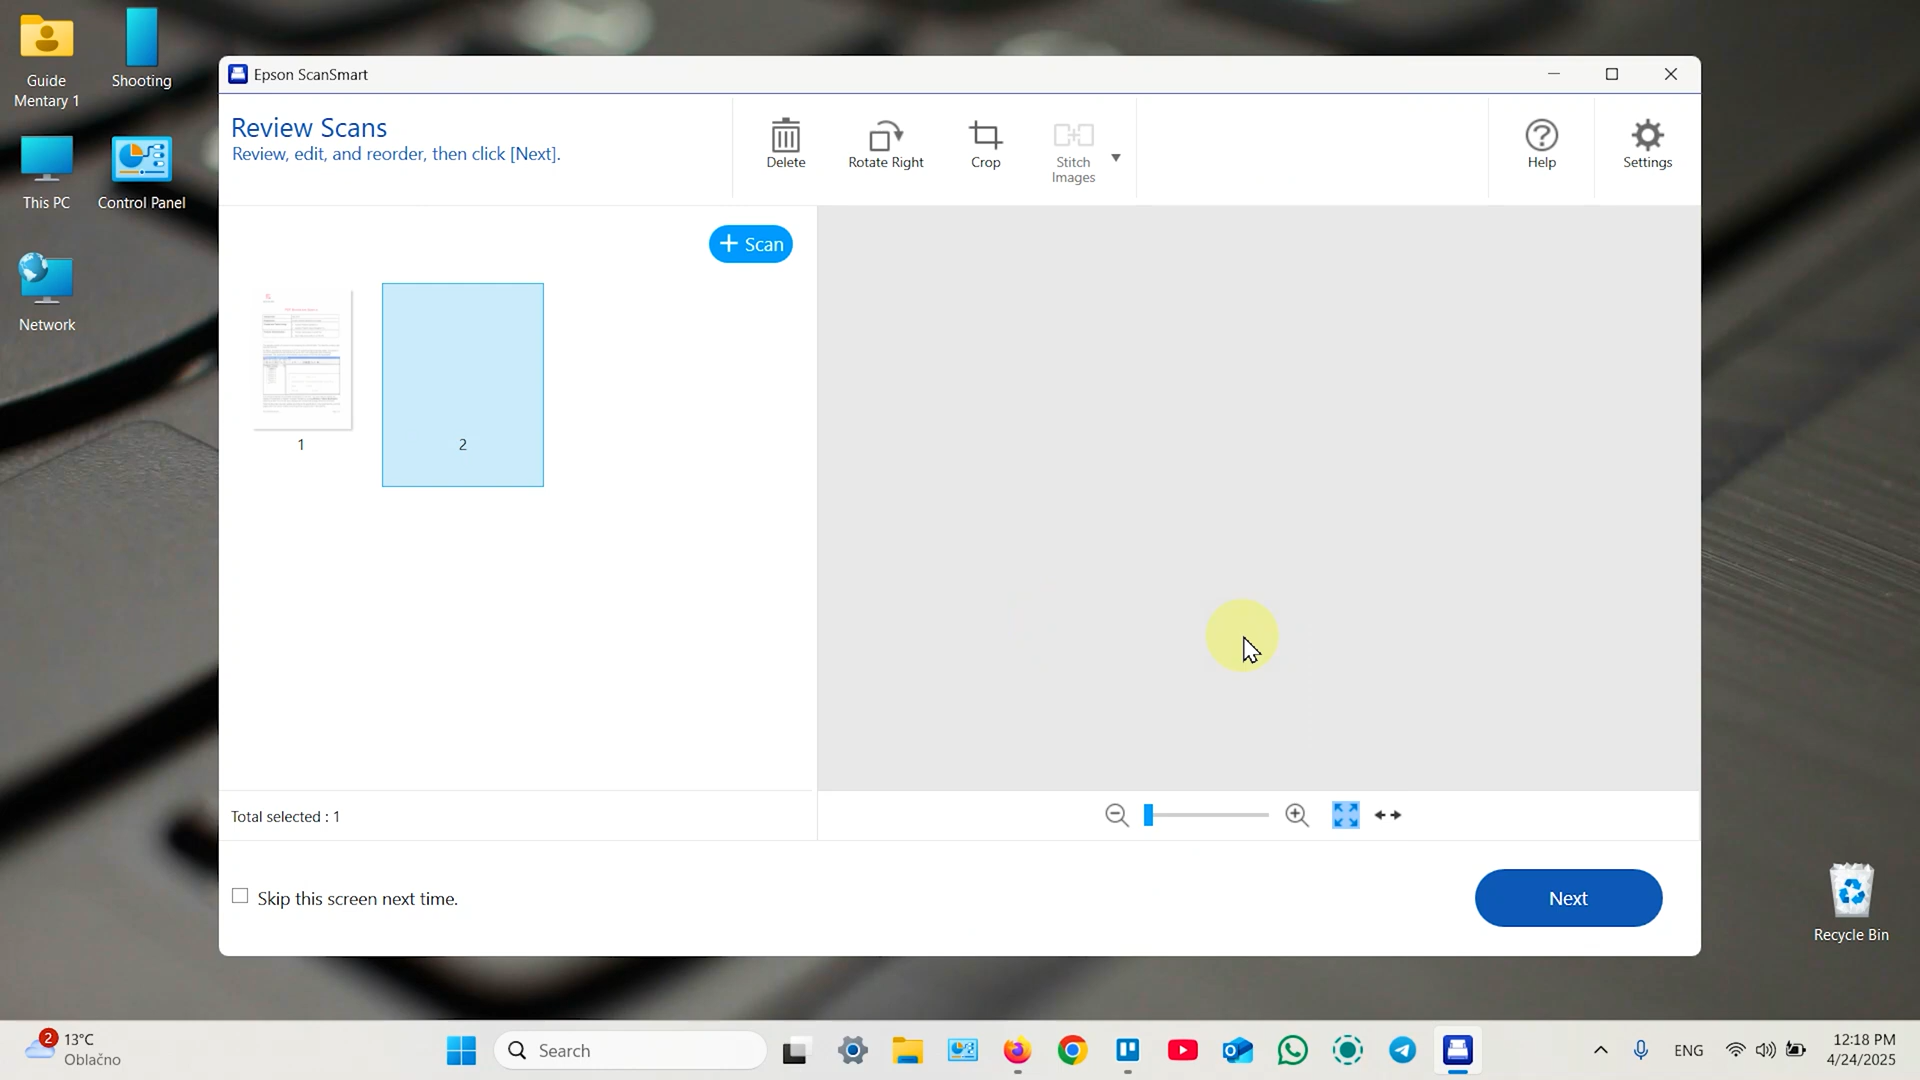 Guide
Mentary 1
Shooting
This PC
Control Panel
Network
Epson ScanSmart
Review Scans
Review, edit, and reorder, then click [Next].
Delete
Rotate Right
Crop
Stitch
Images
Help
Settings
Scan
1
2
Total selected : 1
Skip this screen next time.
Next
Recycle Bin
2
13°C
Oblačno
Search
ENG
12:18 PM
4/24/2025